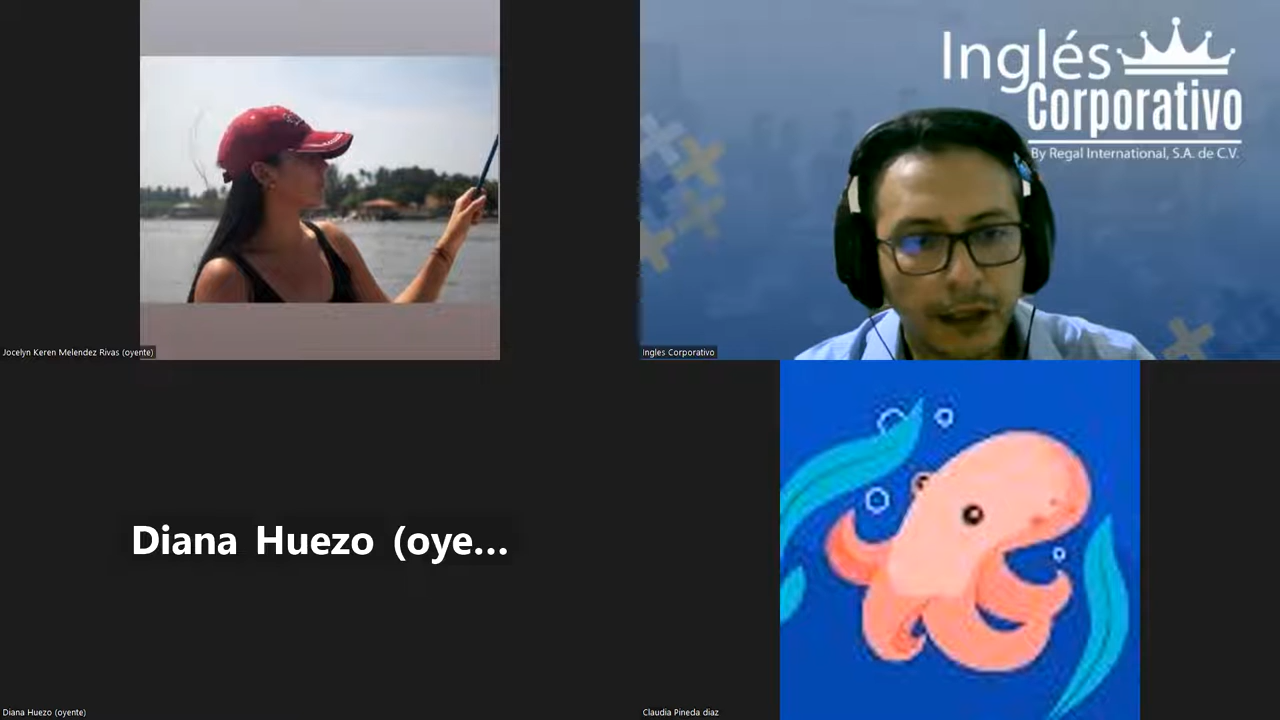 Inglés
Corporativo
By Regal International, S.A. de C.V.
Jocelyn Keren Melendez Rivas (oyente)
Ingles Corporativo
Diana Huezo (oye...
Diana Huezo (oyente)
Claudia Pineda diaz